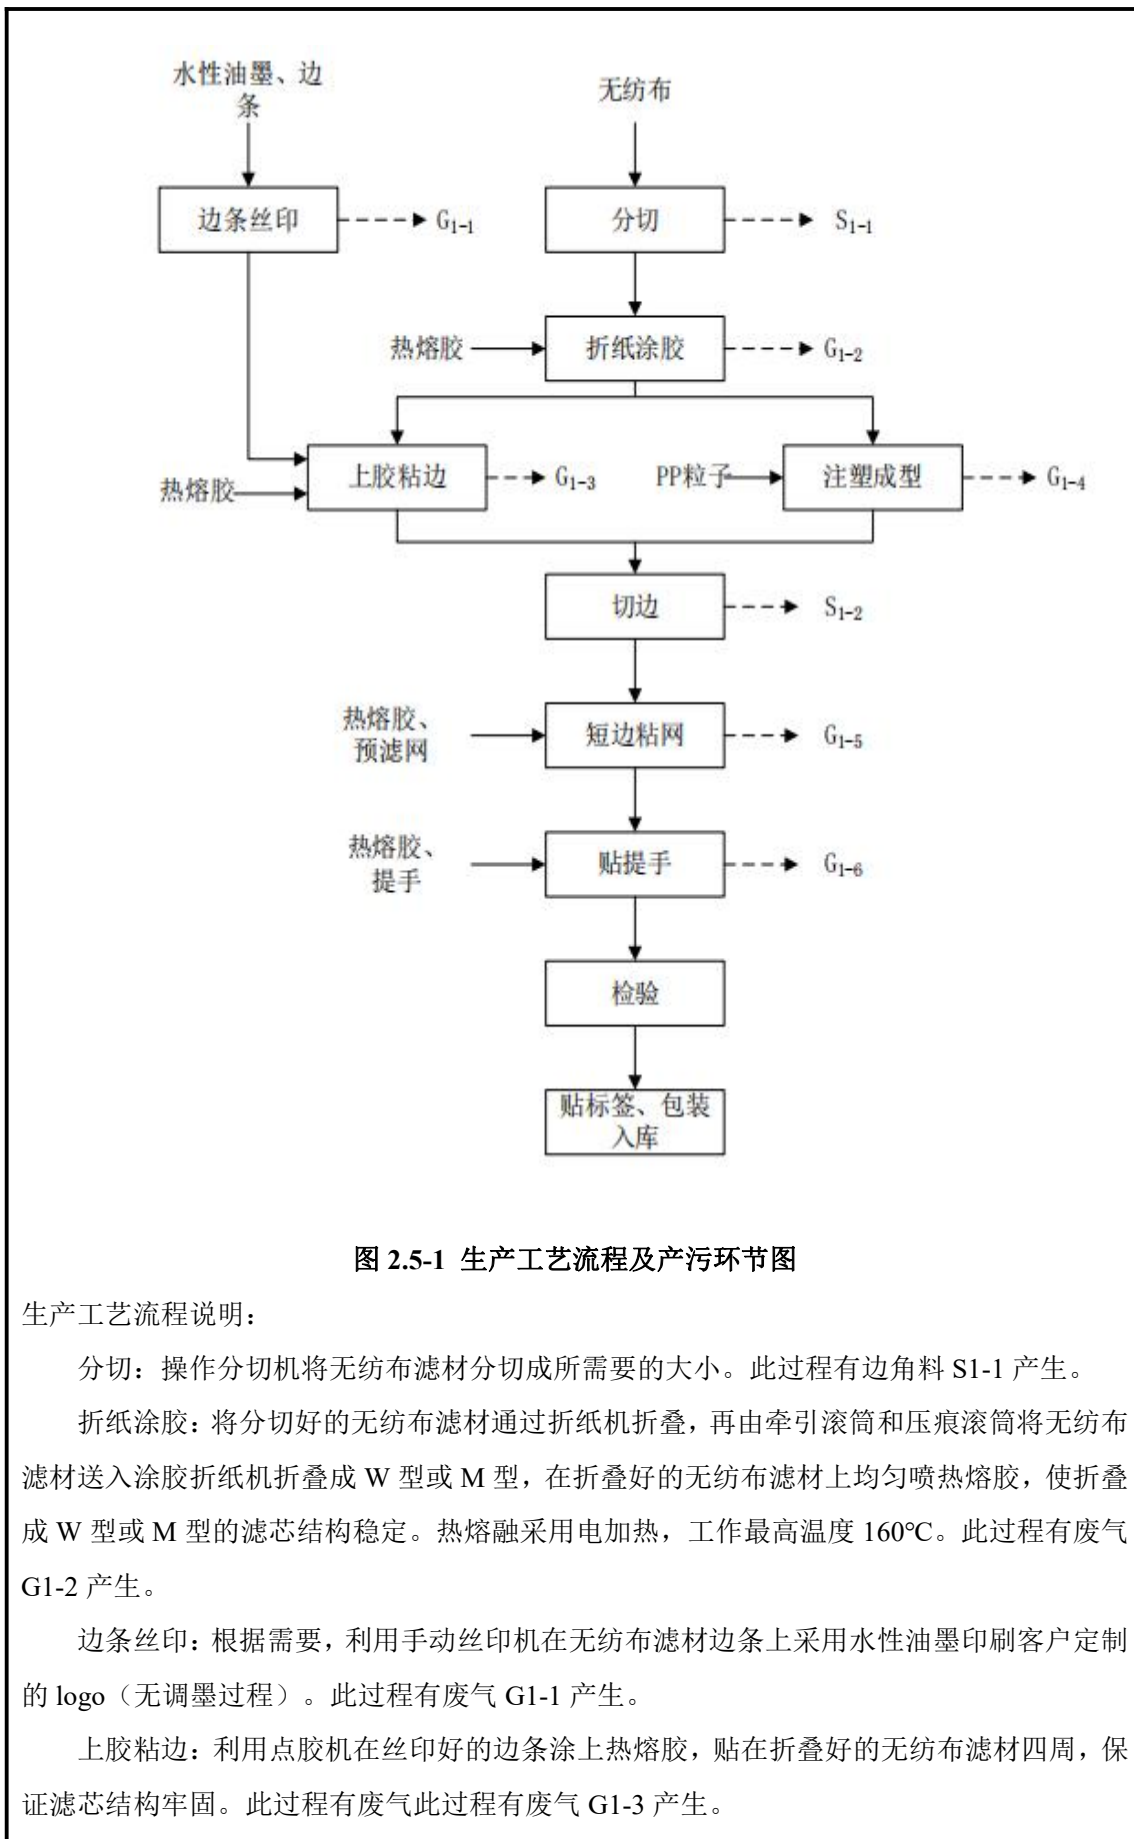 水性油墨、边
条
无纺布
边条丝印
G1-1
分切
S1-1
热熔胶
折纸涂胶
G1-2
热熔胶
上胶粘边
G1-3
PP粒子
注塑成型
G1-4
切边
S1-2
热熔胶、
预滤网
短边粘网
G1-5
热熔胶、
提手
贴提手
G1-6
检验
贴标签、包装
入库
图 2.5-1 生产工艺流程及产污环节图
生产工艺流程说明：
分切：操作分切机将无纺布滤材分切成所需要的大小。此过程有边角料 S1-1 产生。
折纸涂胶：将分切好的无纺布滤材通过折纸机折叠，再由牵引滚筒和压痕滚筒将无纺布
滤材送入涂胶折纸机折叠成 W 型或 M 型，在折叠好的无纺布滤材上均匀喷热熔胶，使折叠
成 W 型或 M 型的滤芯结构稳定。热熔融采用电加热，工作最高温度 160℃。此过程有废气
G1-2 产生。
边条丝印：根据需要，利用手动丝印机在无纺布滤材边条上采用水性油墨印刷客户定制
的 logo（无调墨过程）。此过程有废气 G1-1 产生。
上胶粘边：利用点胶机在丝印好的边条涂上热熔胶，贴在折叠好的无纺布滤材四周，保
证滤芯结构牢固。此过程有废气此过程有废气 G1-3 产生。